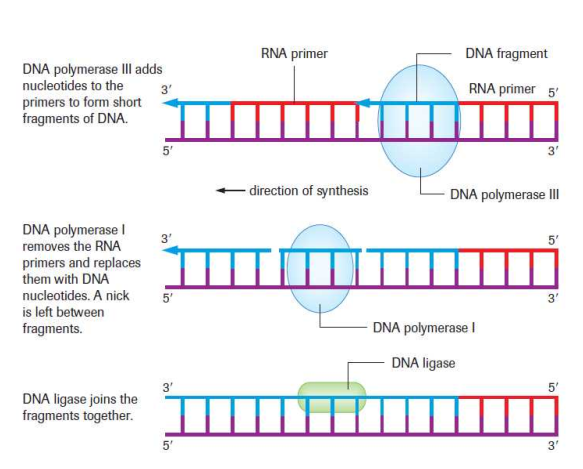 RNA primer
DNA fragment
DNA polymerase III adds
nucleotides to the
primers to form short
fragments of DNA.
3′
RNA primer
5′
5′
3′
direction of synthesis
DNA polymerase III
DNA polymerase I
removes the RNA
primers and replaces
them with DNA
nucleotides. A nick
is left between
fragments.
3′
5′
5′
3′
DNA polymerase I
DNA ligase
DNA ligase joins the
fragments together.
3′
5′
5′
3′